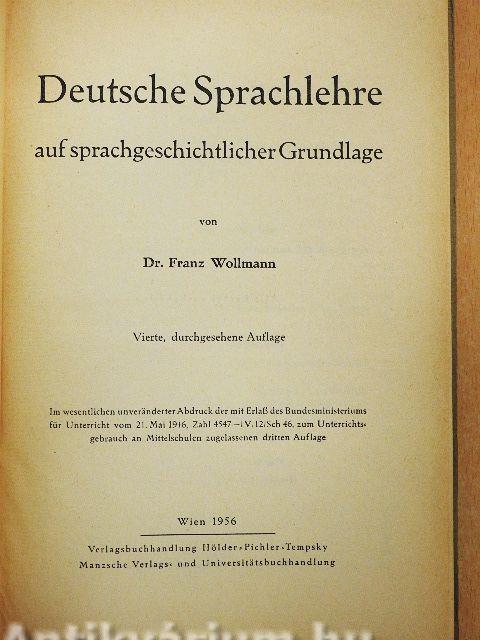 Deutsche Sprachlehre
auf sprachgeschichtlicher Grundlage
von
Dr. Franz Wollmann
Vierte, durchgesehene Auflage
Im wesentlichen unveränderter Abdruck der mit Erlaß des Bundesministeriums
für Unterricht vom 21. Mai 1946, Zahl 4547–IV.12/Sch 46, zum Unterrichts-
gebrauch an Mittelschulen zugelassenen dritten Auflage
Wien 1956
Verlagsbuchhandlung Hölder-Pichler-Tempsky
Manzsche Verlags- und Universitätsbuchhandlung
Antikvárium.hu